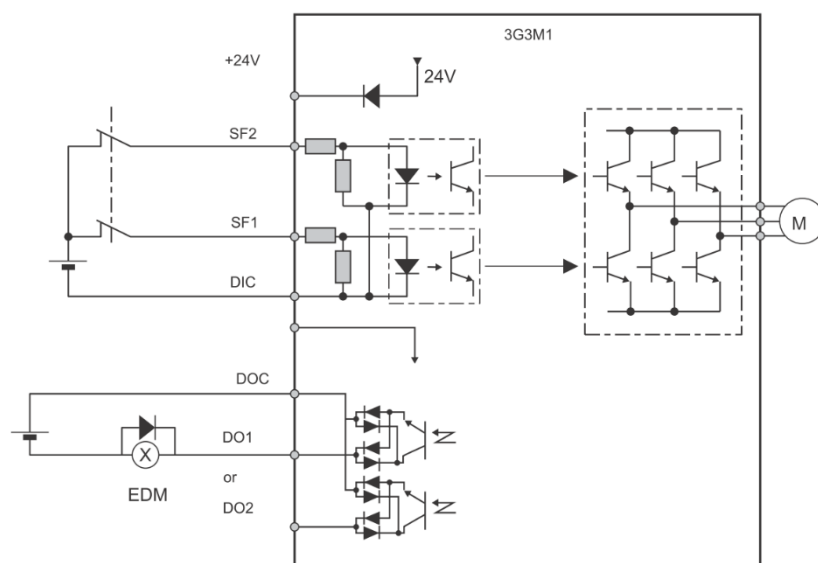 3G3M1
+24V
24V
SF2
SF1
DIC
M
DOC
DO1
X
or
EDM
DO2